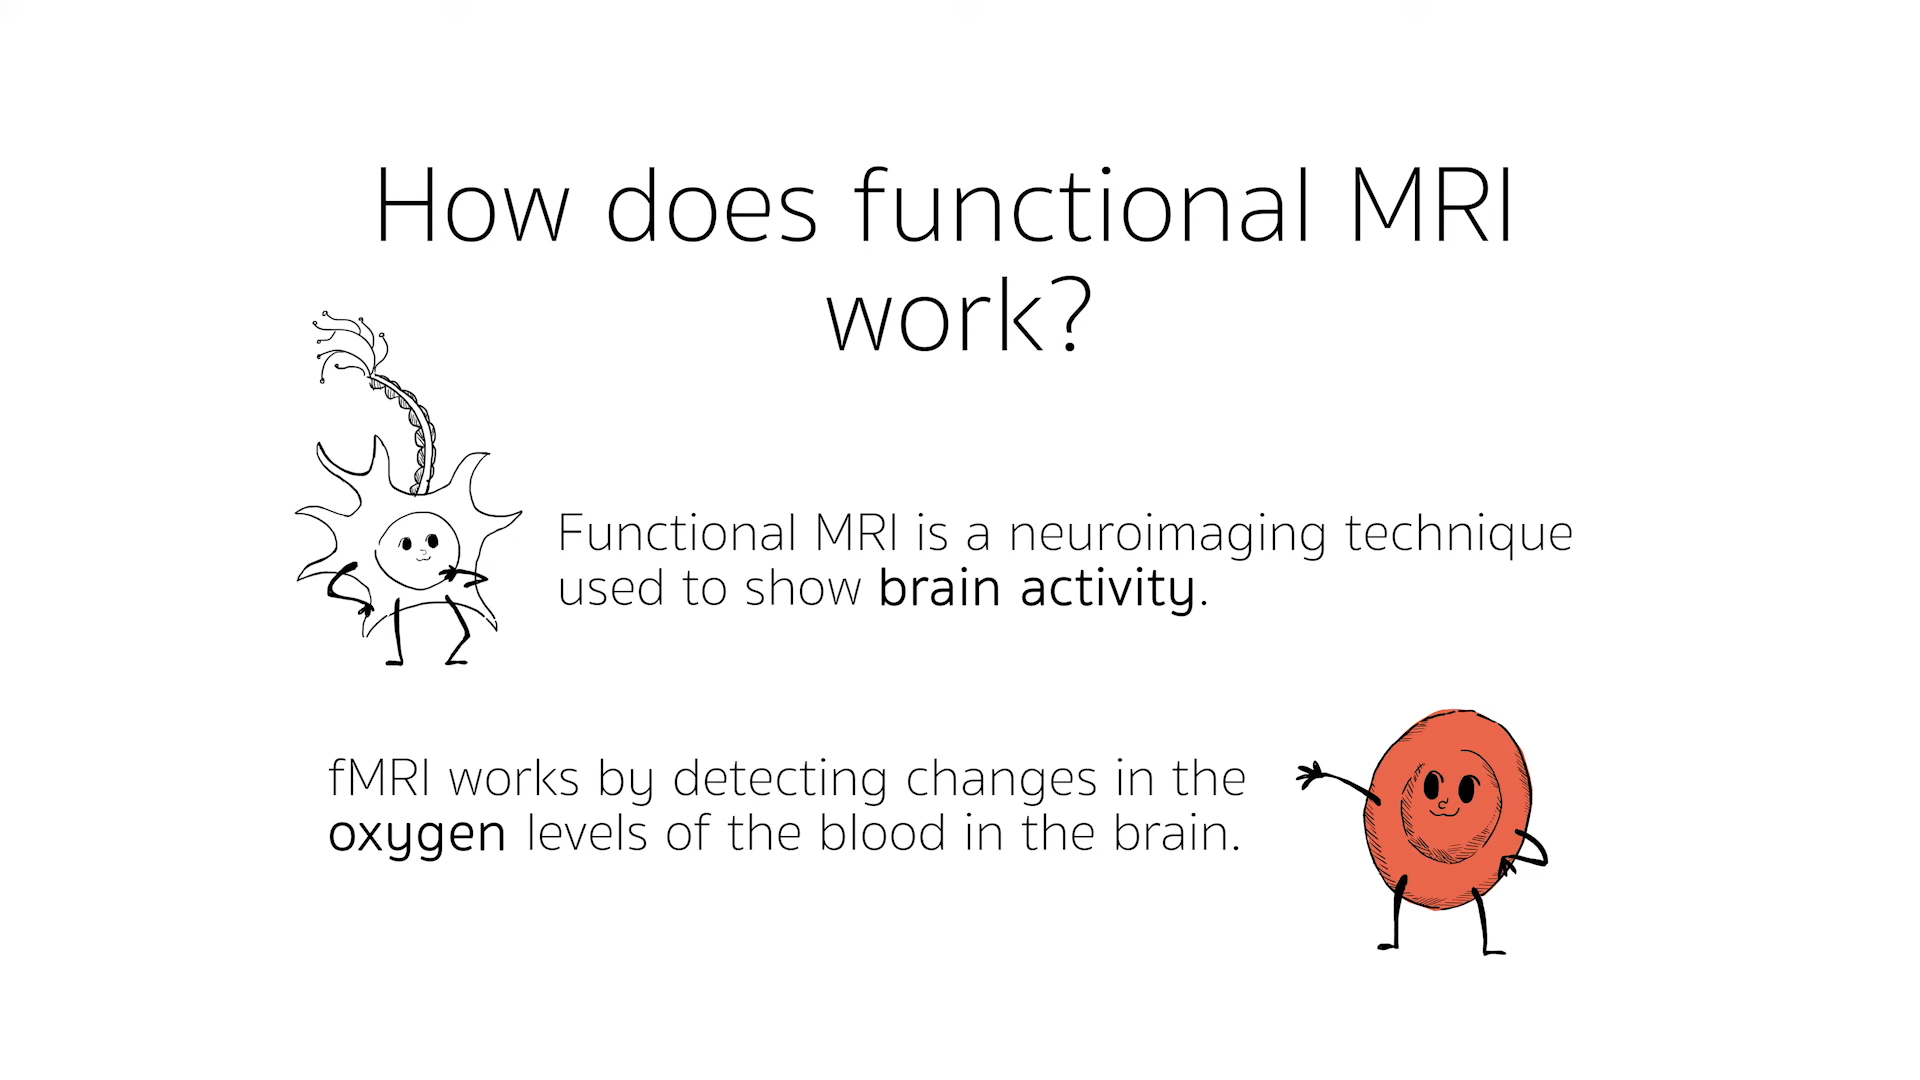 How does functional MRI
work?
Functional MRI is a neuroimaging technique
used to show brain activity.
fMRI works by detecting changes in the
oxygen levels of the blood in the brain.